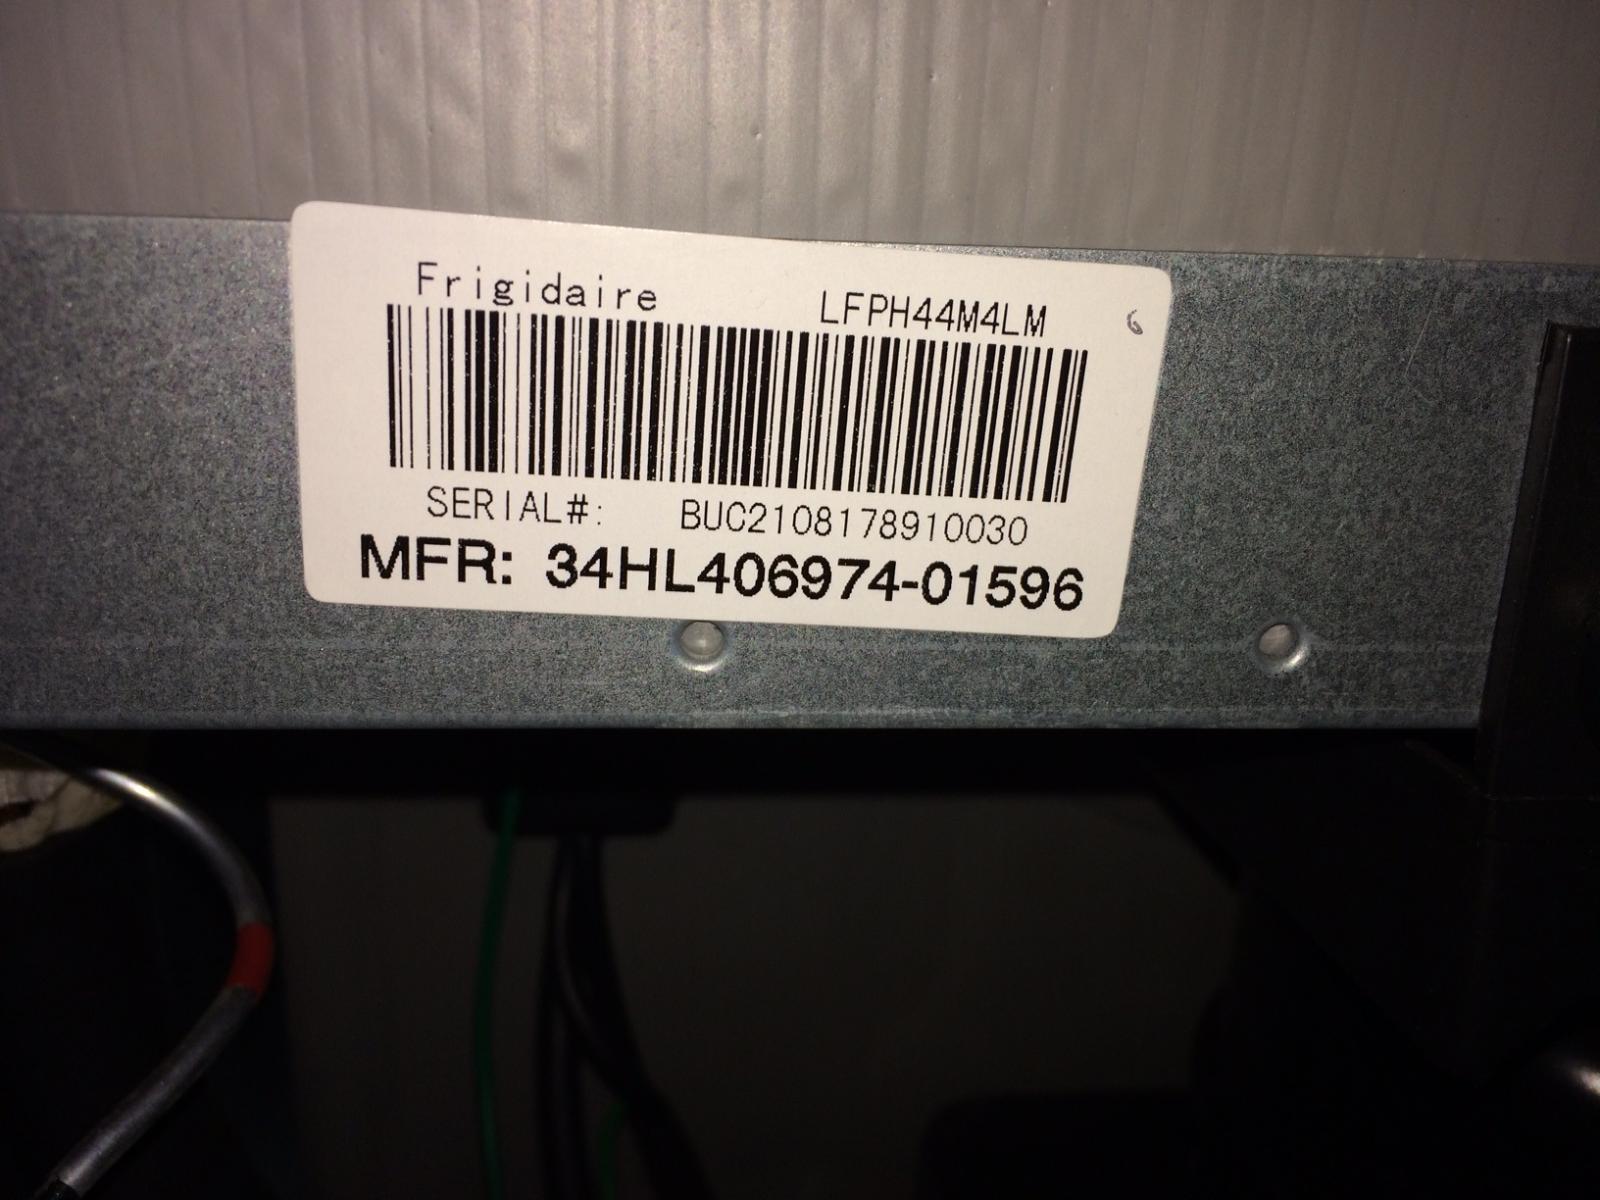 Frigidaire LFPH44M4LM 6
SERIAL#: BUC2108178910030
MFR: 34HL406974-01596